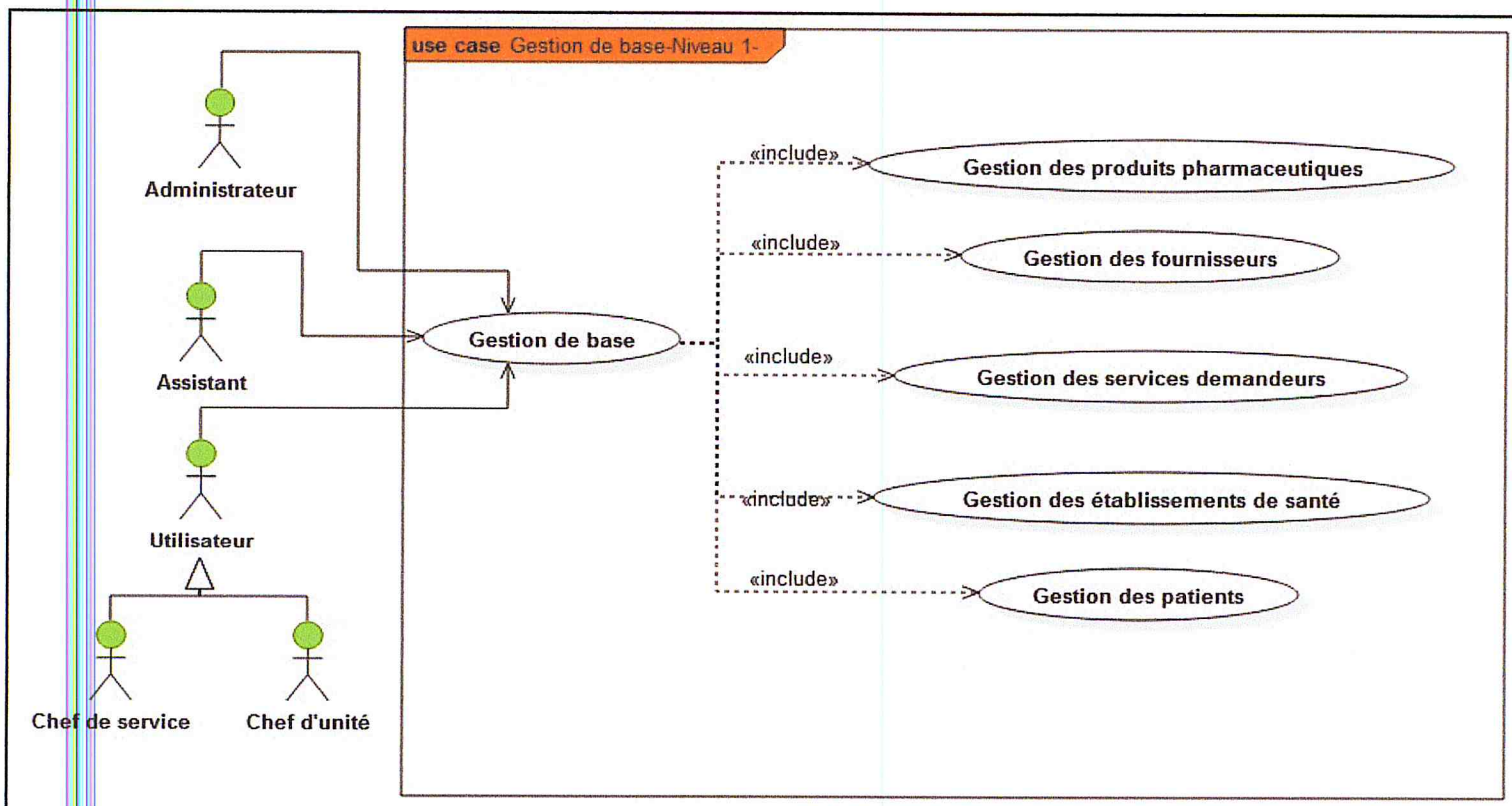 use case Gestion de base-Niveau 1-
Administrateur
«include»
Gestion des produits pharmaceutiques
«include»
Gestion des fournisseurs
Assistant
Gestion de base
«include»
Gestion des services demandeurs
Utilisateur
«include»
Gestion des établissements de santé
«include»
Gestion des patients
Chef de service
Chef d'unité